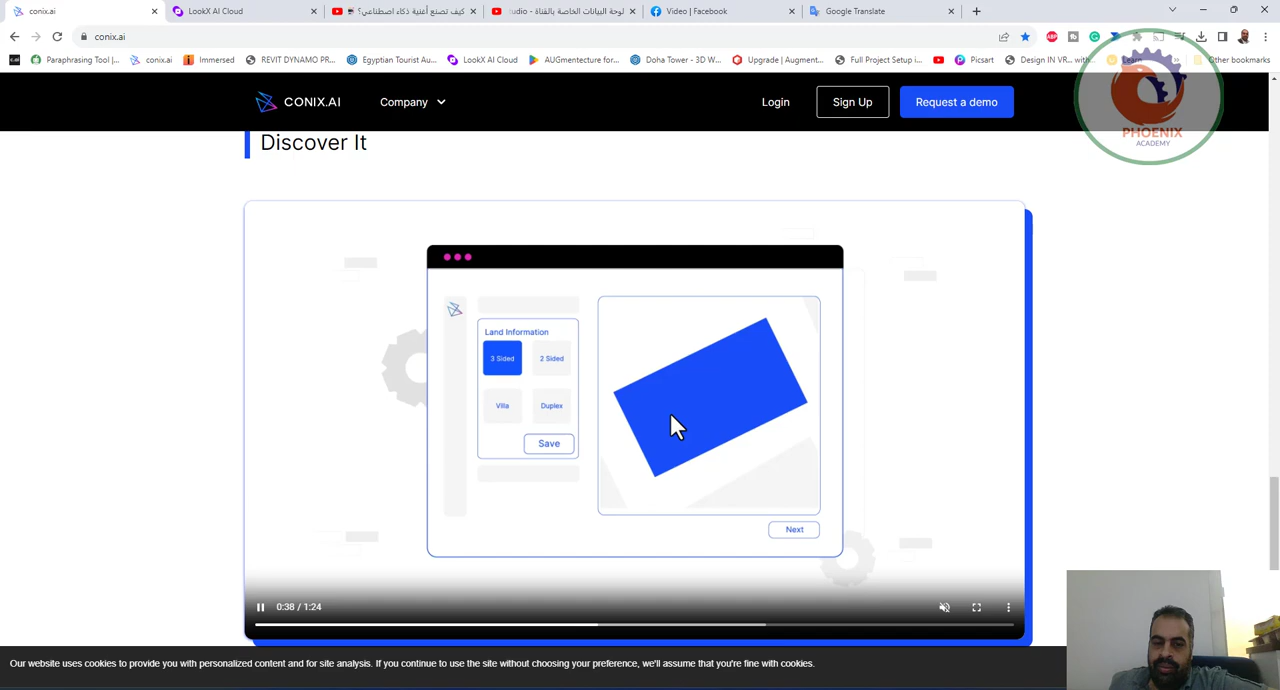 conix.ai
LookX AI Cloud
كيف تصنع أغنية ذكاء اصطناعي؟
لوحة البيانات الخاصة بالقناة - udio
Video | Facebook
Google Translate
conix.ai
Paraphrasing Tool |...
conix.ai
Immersed
REVIT DYNAMO PR...
Egyptian Tourist Au...
LookX AI Cloud
AUGmentecture for...
Doha Tower - 3D W...
Upgrade | Augment...
Full Project Setup i...
Picsart
Design IN VR... with
Other bookmarks
CONIX.AI
Company
Login
Sign Up
Request a demo
PHOENIX
ACADEMY
Discover It
Land Information
3 Sided
2 Sided
Villa
Duplex
Save
Next
0:38 / 1:24
Our website uses cookies to provide you with personalized content and for site analysis. If you continue to use the site without choosing your preference, we'll assume that you're fine with cookies.